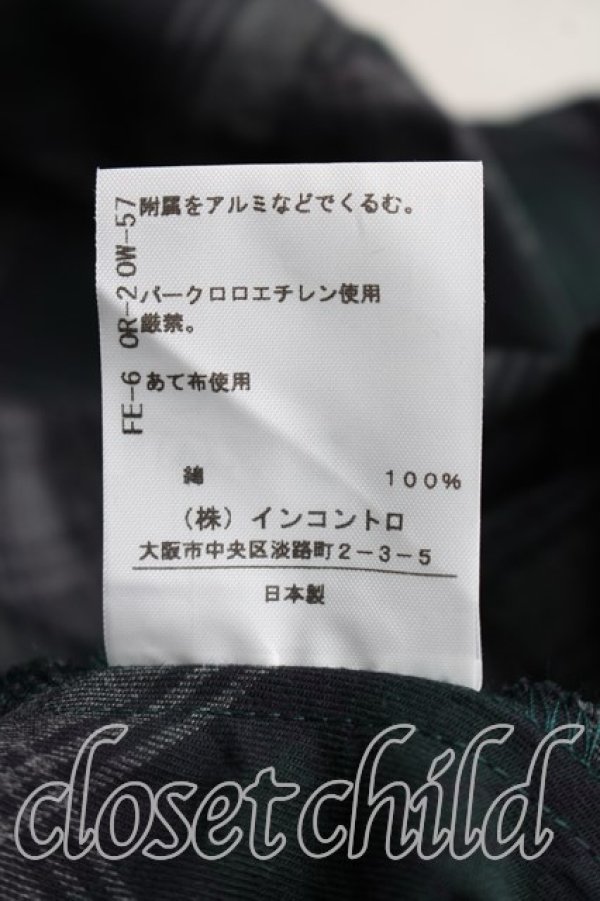 附属をアルミなどでくるむ。
パークロロエチレン使用
厳禁。
あて布使用
FE-6 OR-2 OW-57
綿 100%
(株)インコントロ
大阪市中央区淡路町2-3-5
日本製
closet child